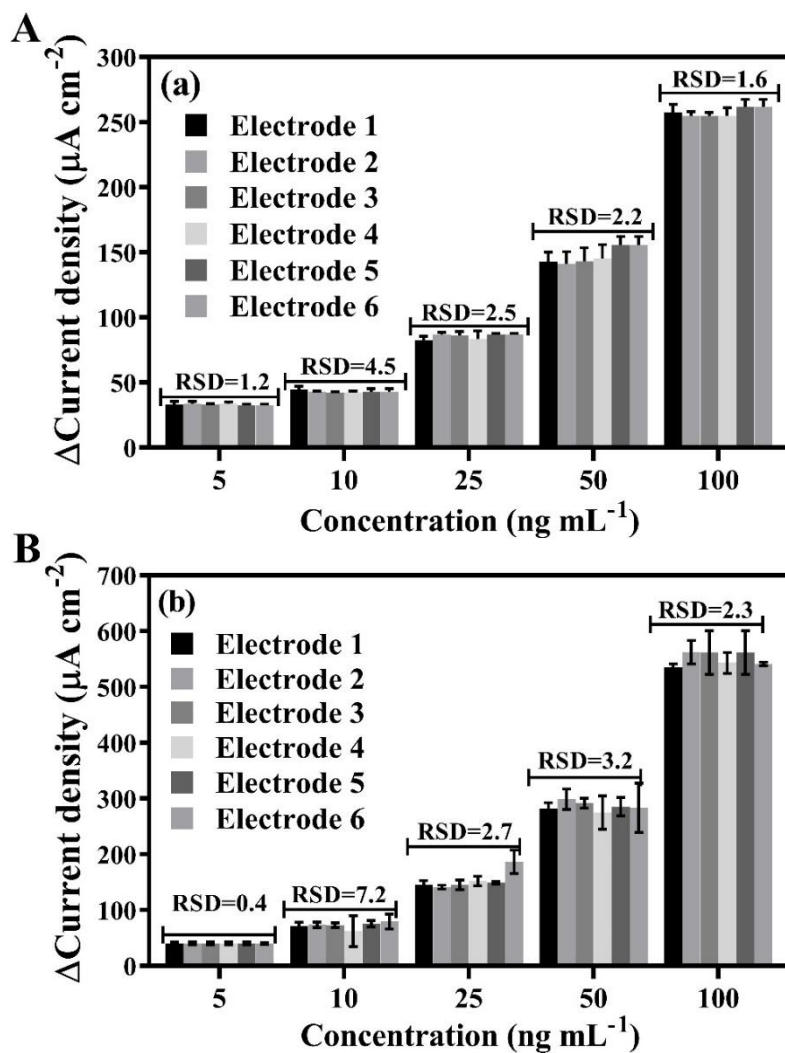 A
(a)
Electrode 1
Electrode 2
Electrode 3
Electrode 4
Electrode 5
Electrode 6
RSD=1.2
RSD=4.5
RSD=2.5
RSD=2.2
RSD=1.6
300
250
200
150
100
50
0
ΔCurrent density (μA cm⁻²)
5 10 25 50 100
Concentration (ng mL⁻¹)
B
(b)
Electrode 1
Electrode 2
Electrode 3
Electrode 4
Electrode 5
Electrode 6
RSD=0.4
RSD=7.2
RSD=2.7
RSD=3.2
RSD=2.3
700
600
500
400
300
200
100
0
ΔCurrent density (μA cm⁻²)
5 10 25 50 100
Concentration (ng mL⁻¹)